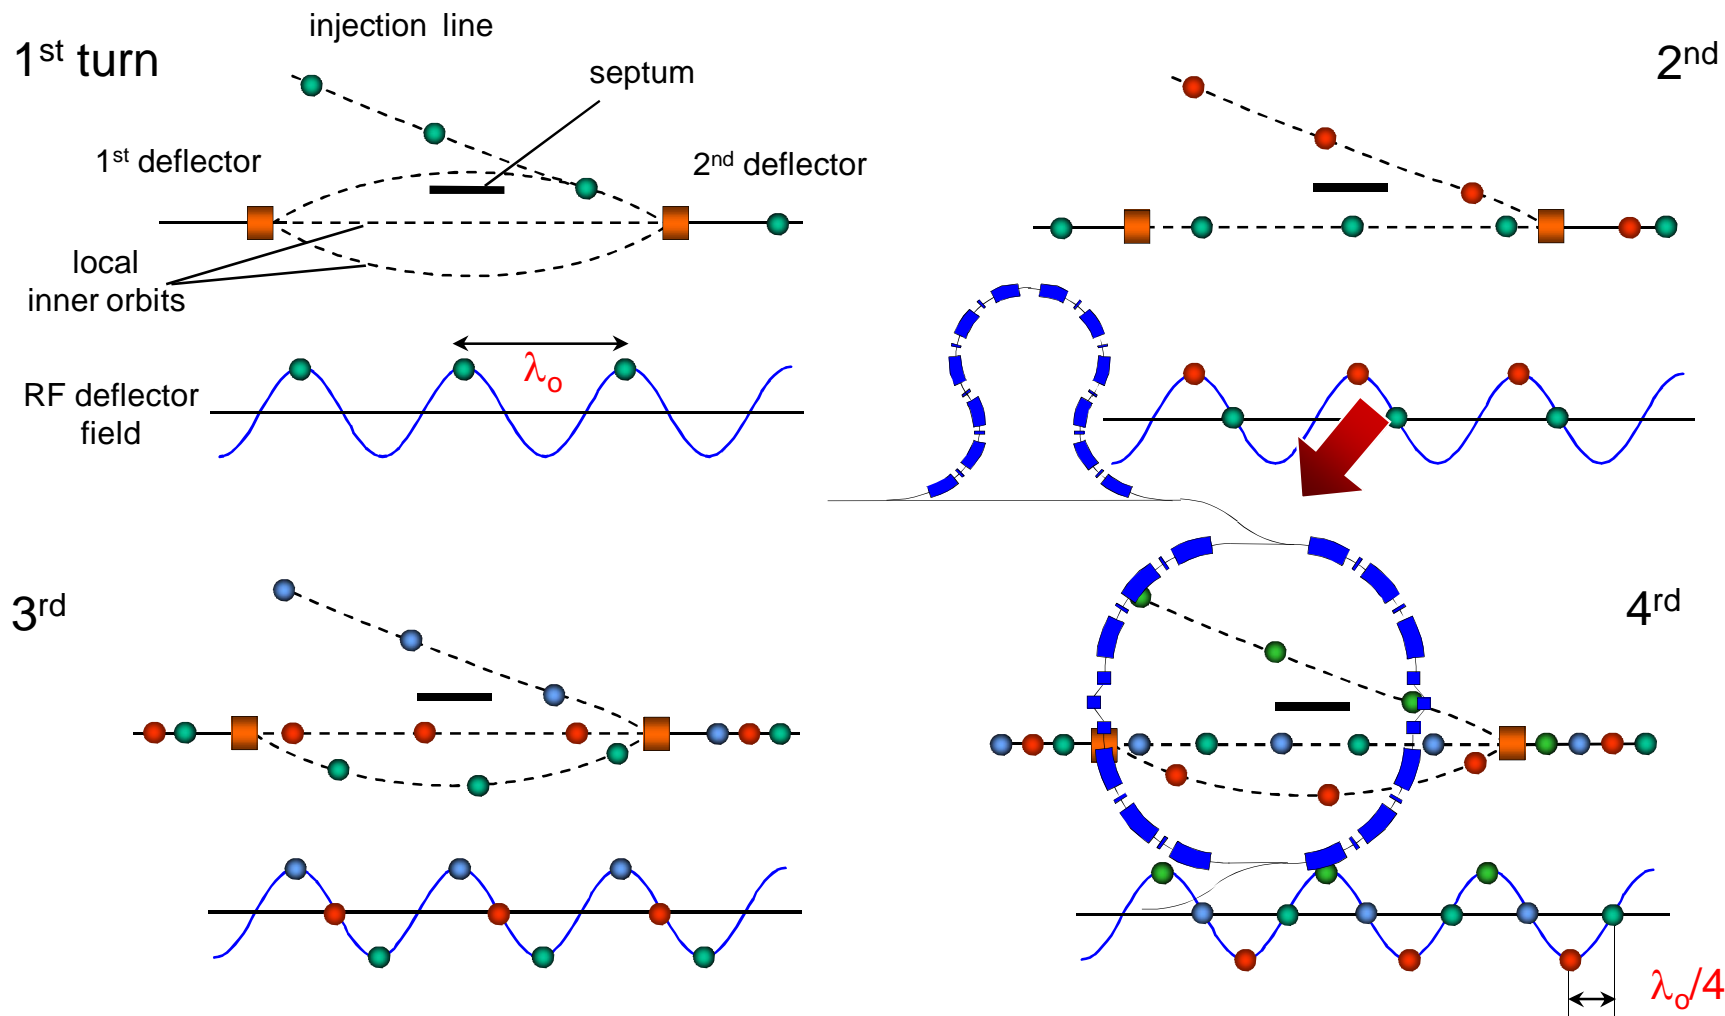 injection line
1st turn
septum
2nd
1st deflector
2nd deflector
local
inner orbits
λo
RF deflector
field
3rd
4rd
λo/4